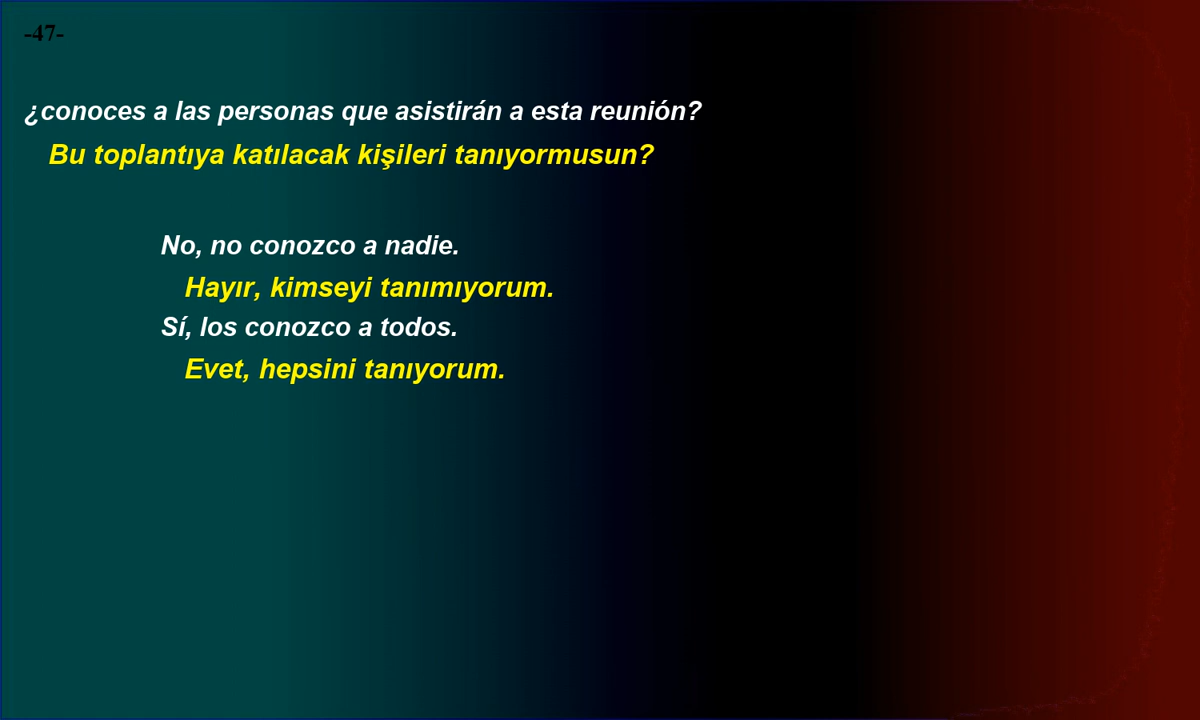 -47-
¿conoces a las personas que asistirán a esta reunión?
Bu toplantıya katılacak kişileri tanıyormusun?
No, no conozco a nadie.
Hayır, kimseyi tanımıyorum.
Sí, los conozco a todos.
Evet, hepsini tanıyorum.